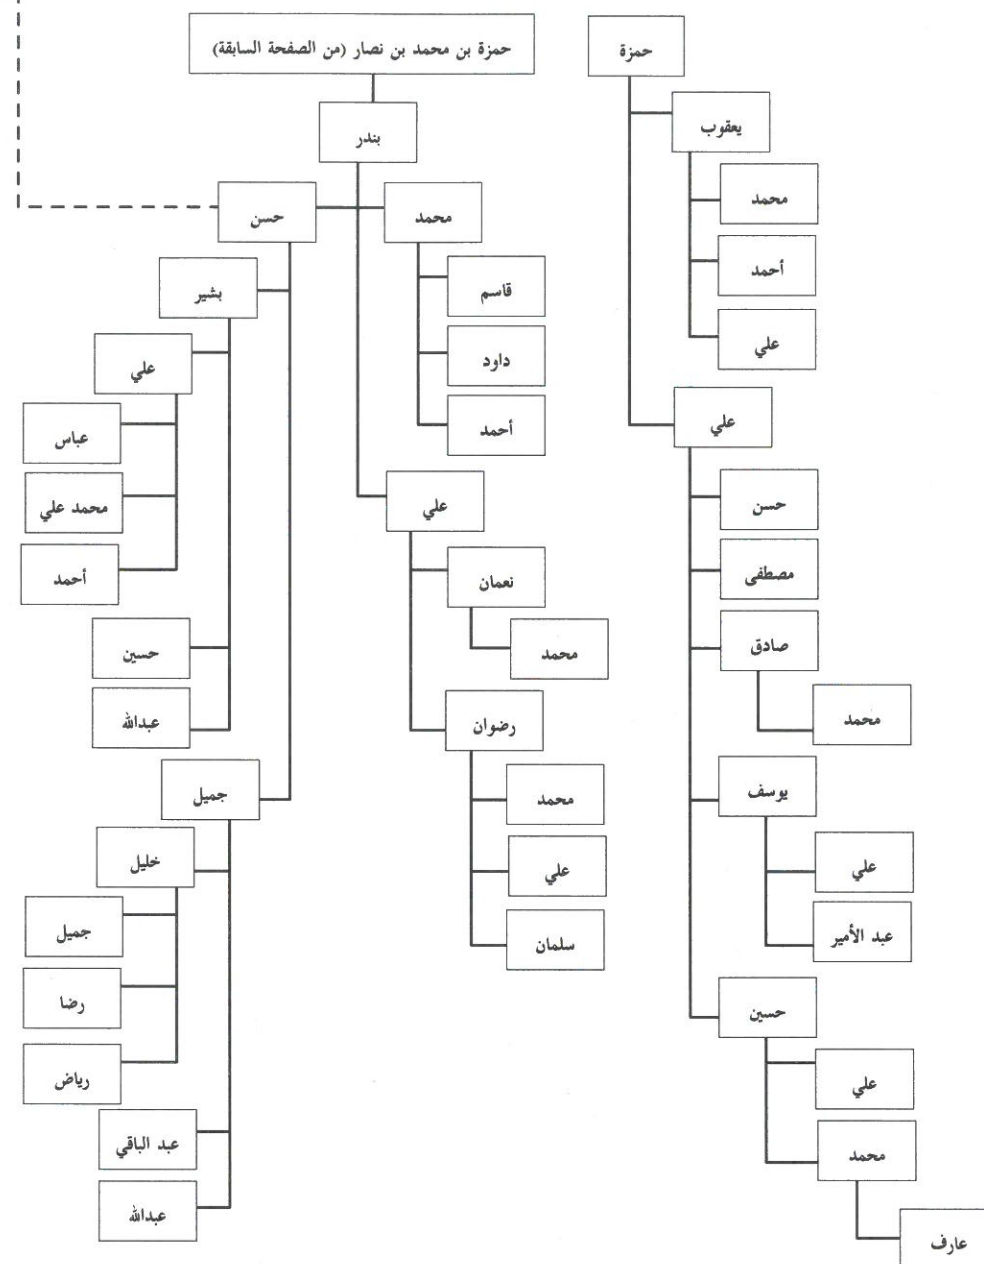 حمزة
يعقوب
محمد
أحمد
علي
علي
حسن
مصطفى
صادق
محمد
يوسف
علي
عبد الأمير
حسين
علي
محمد
عارف
حمزة بن محمد بن نصار (من الصفحة السابقة)
بندر
محمد
قاسم
داود
أحمد
علي
نعمان
محمد
رضوان
محمد
علي
سلمان
حسن
بشير
علي
عباس
محمد علي
أحمد
حسين
عبدالله
جميل
خليل
جميل
رضا
رياض
عبد الباقي
عبدالله